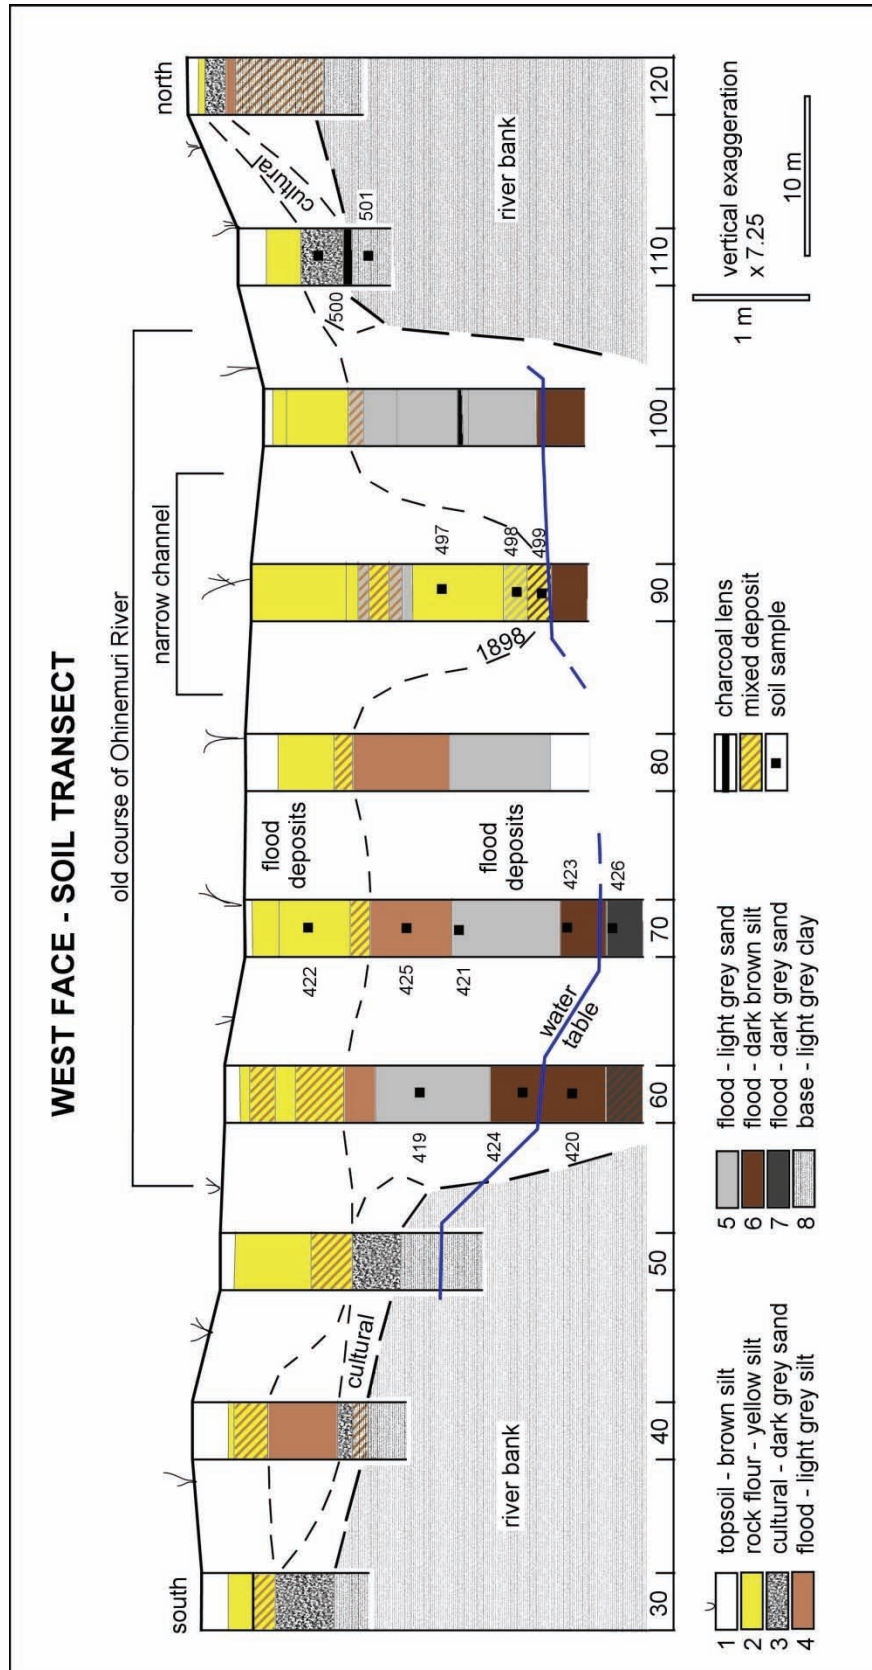 WEST FACE - SOIL TRANSECT
old course of Ohinemuri River
narrow channel
south
north
flood
deposits
cultural
1898
cultural
500
501
422
425
421
flood
deposits
423
426
497
498
499
419
424
420
water
table
river bank
river bank
30
40
50
60
70
80
90
100
110
120
1 topsoil - brown silt
2 rock flour - yellow silt
3 cultural - dark grey sand
4 flood - light grey silt
5 flood - light grey sand
6 flood - dark brown silt
7 flood - dark grey sand
8 base - light grey clay
charcoal lens
mixed deposit
soil sample
1 m
vertical exaggeration
x 7.25
10 m